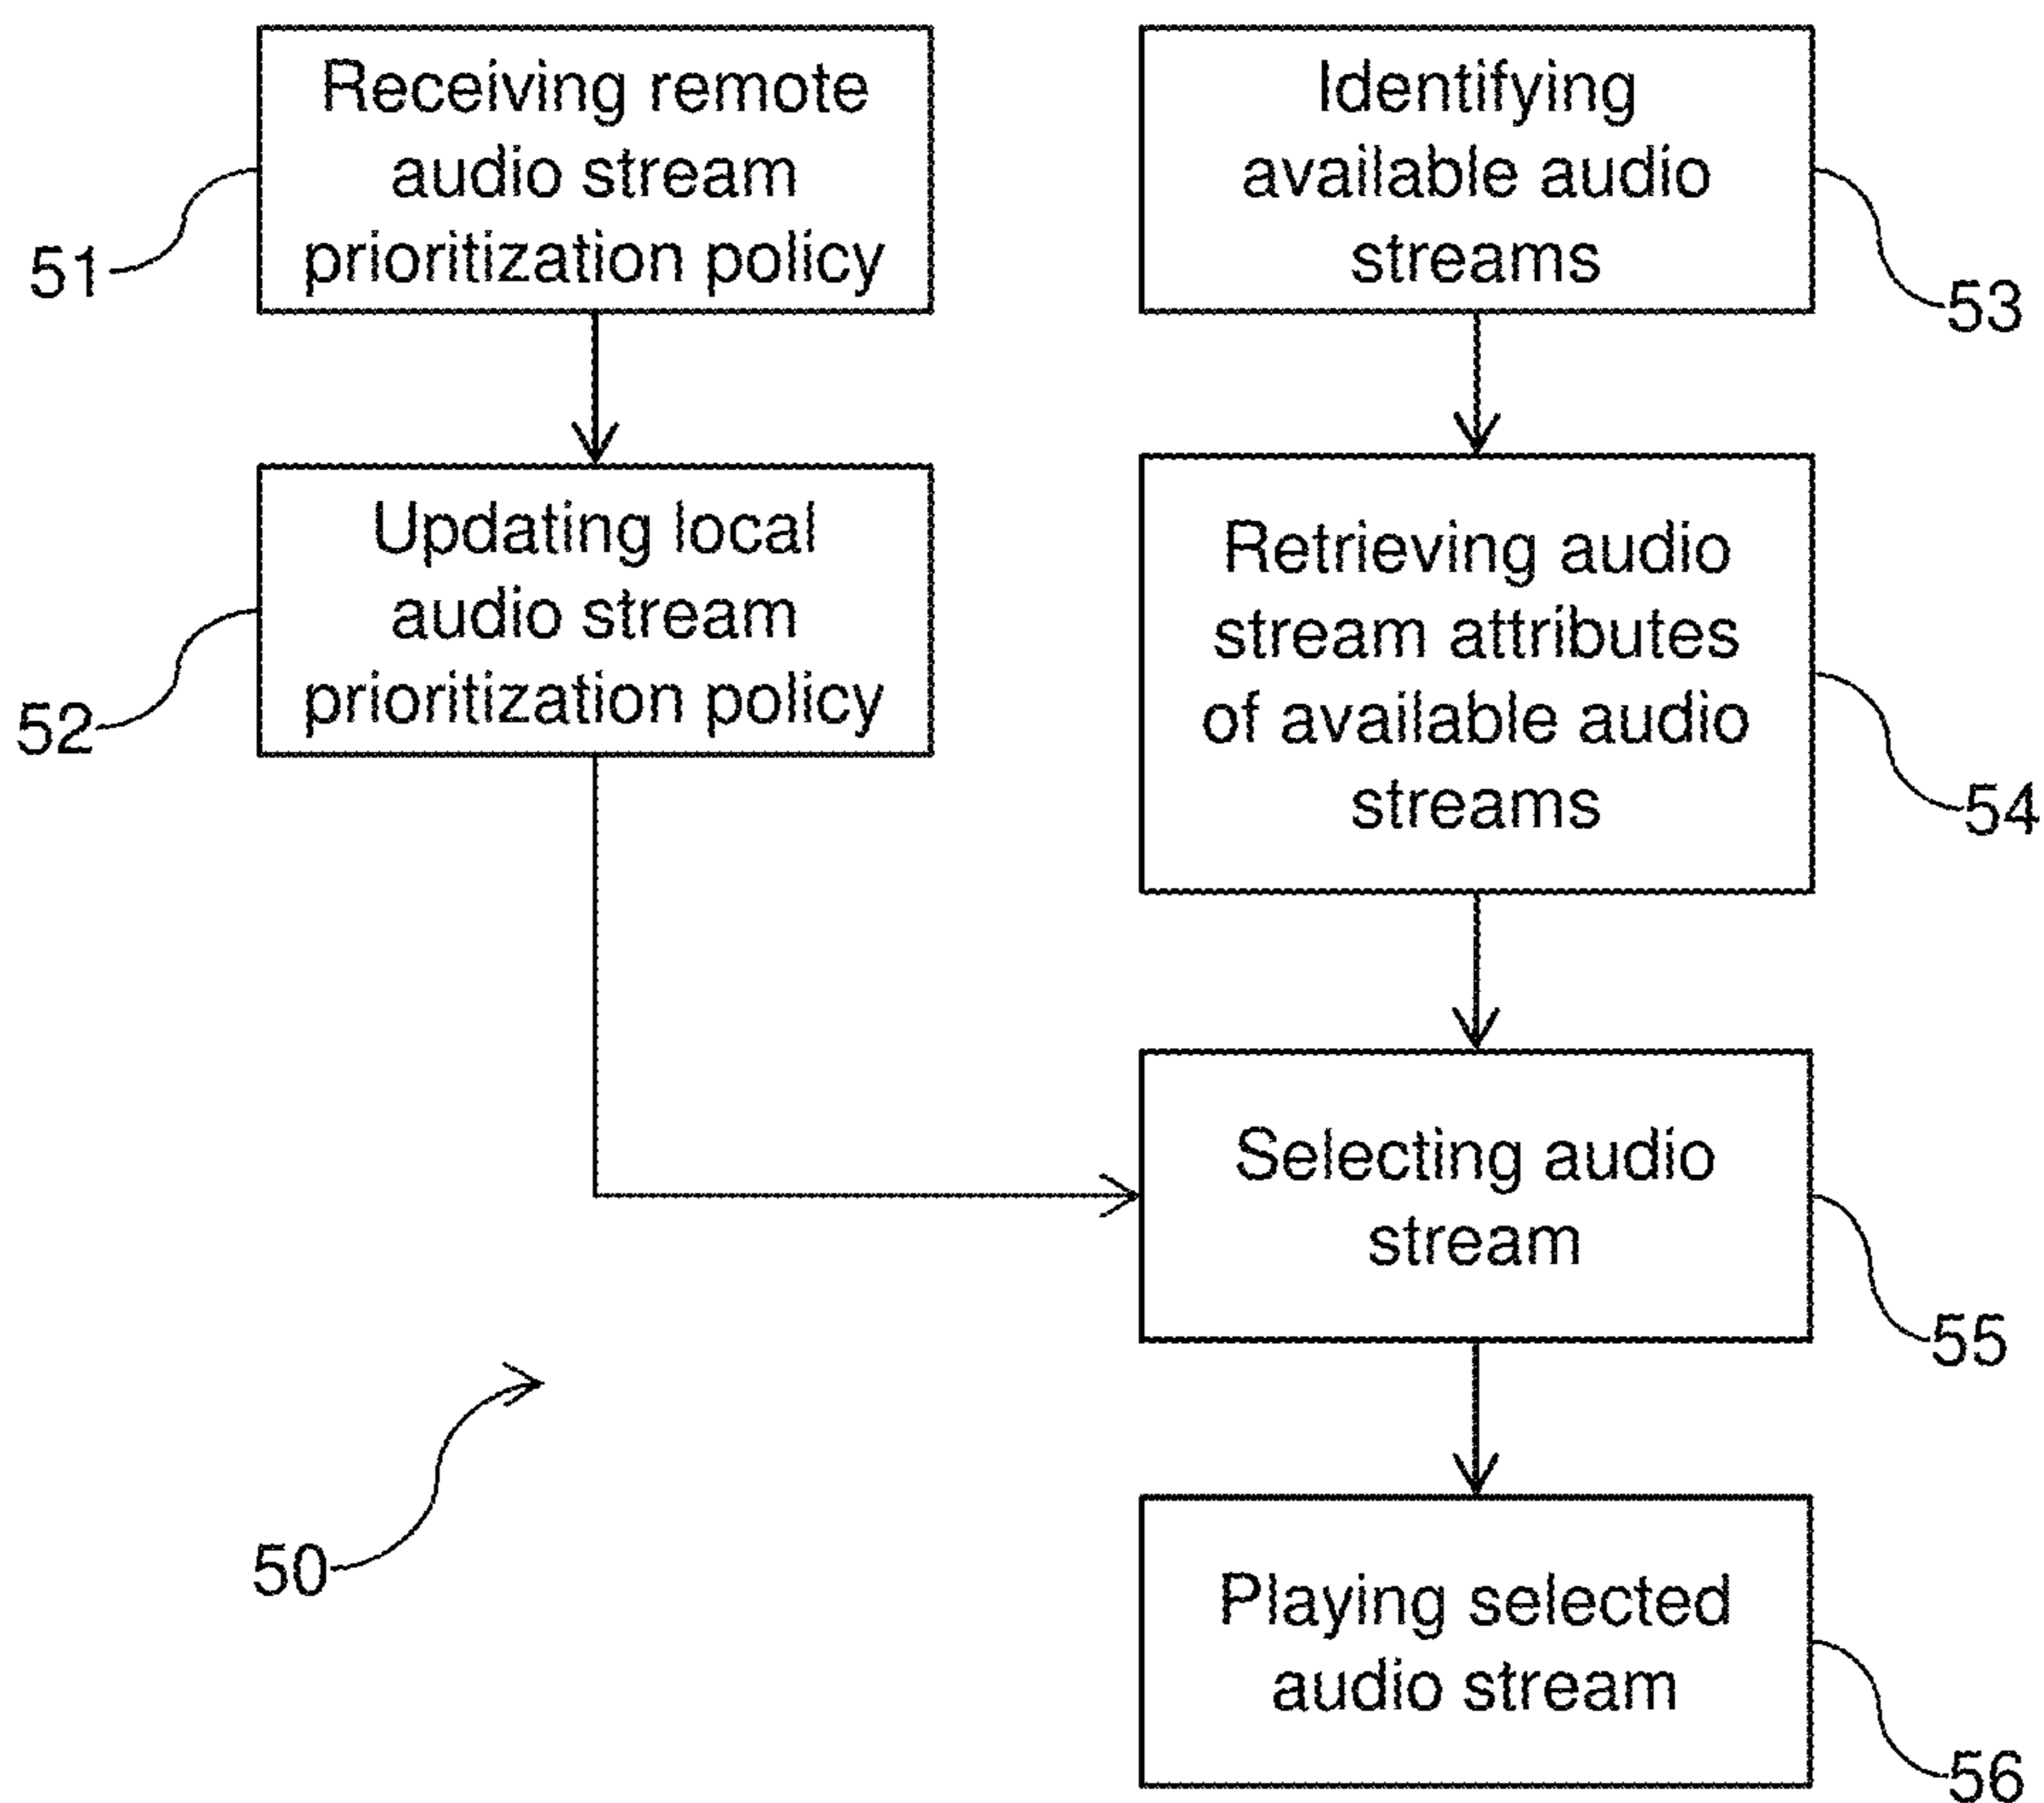 Receiving remote
audio stream
prioritization policy
51
Updating local
audio stream
prioritization policy
52
Identifying
available audio
streams
53
Retrieving audio
stream attributes
of available audio
streams
54
Selecting audio
stream
55
50
Playing selected
audio stream
56